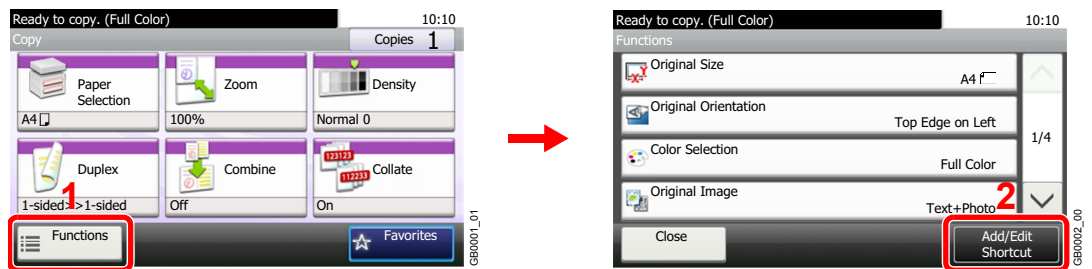 Ready to copy. (Full Color) 10:10
Copy Copies 1
Paper
Selection
A4
Zoom
100%
Density
Normal 0
Duplex
1-sided>>1-sided
Combine
Off
123123
112233
Collate
On
1
Functions
Favorites
GB0001_01
Ready to copy. (Full Color) 10:10
Functions
X Y
Original Size
A4
Original Orientation
Top Edge on Left
1/4
Color Selection
Full Color
Original Image
Text+Photo
2
Close
Add/Edit
Shortcut
GB0002_00